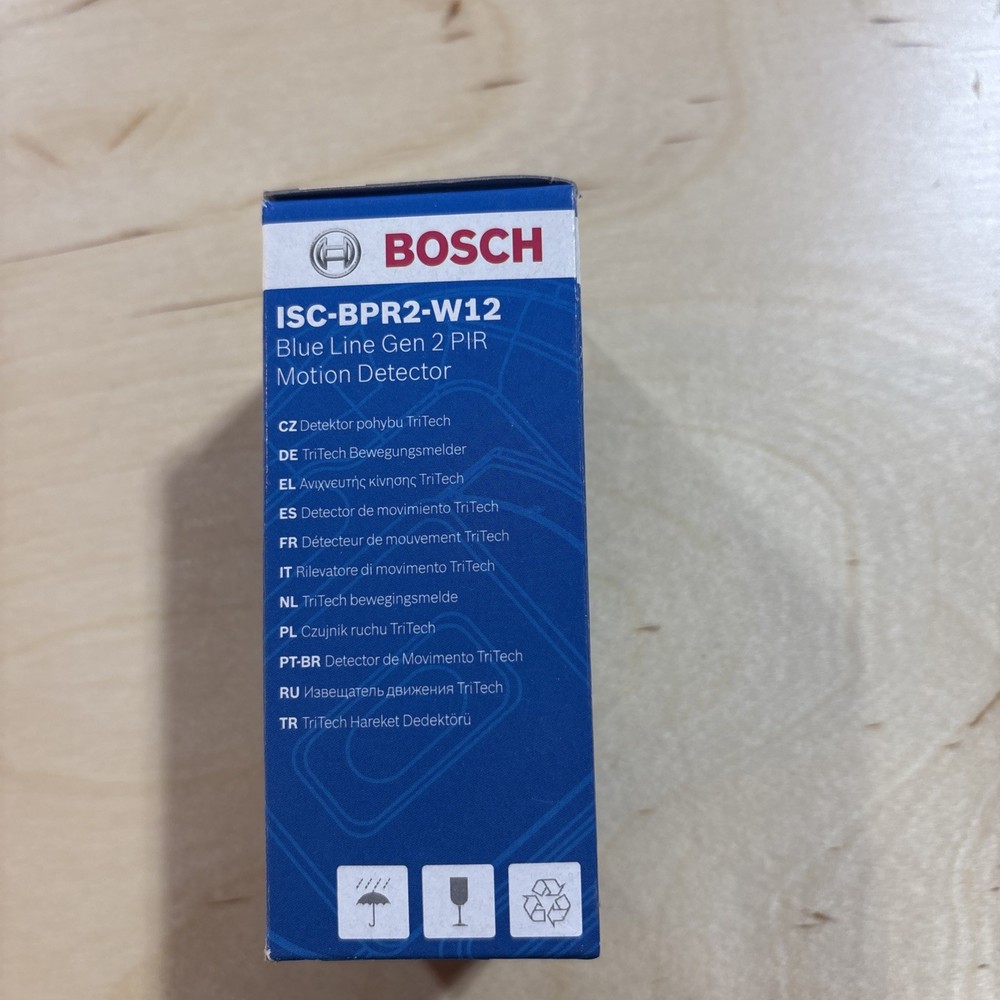 BOSCH
ISC-BPR2-W12
Blue Line Gen 2 PIR
Motion Detector
CZ Detektor pohybu TriTech
DE TriTech Bewegungsmelder
EL Ανιχνευτής κίνησης TriTech
ES Detector de movimiento TriTech
FR Détecteur de mouvement TriTech
IT Rilevatore di movimento TriTech
NL TriTech bewegingsmelde
PL Czujnik ruchu TriTech
PT-BR Detector de Movimento TriTech
RU Извещатель движения TriTech
TR TriTech Hareket Dedektörü